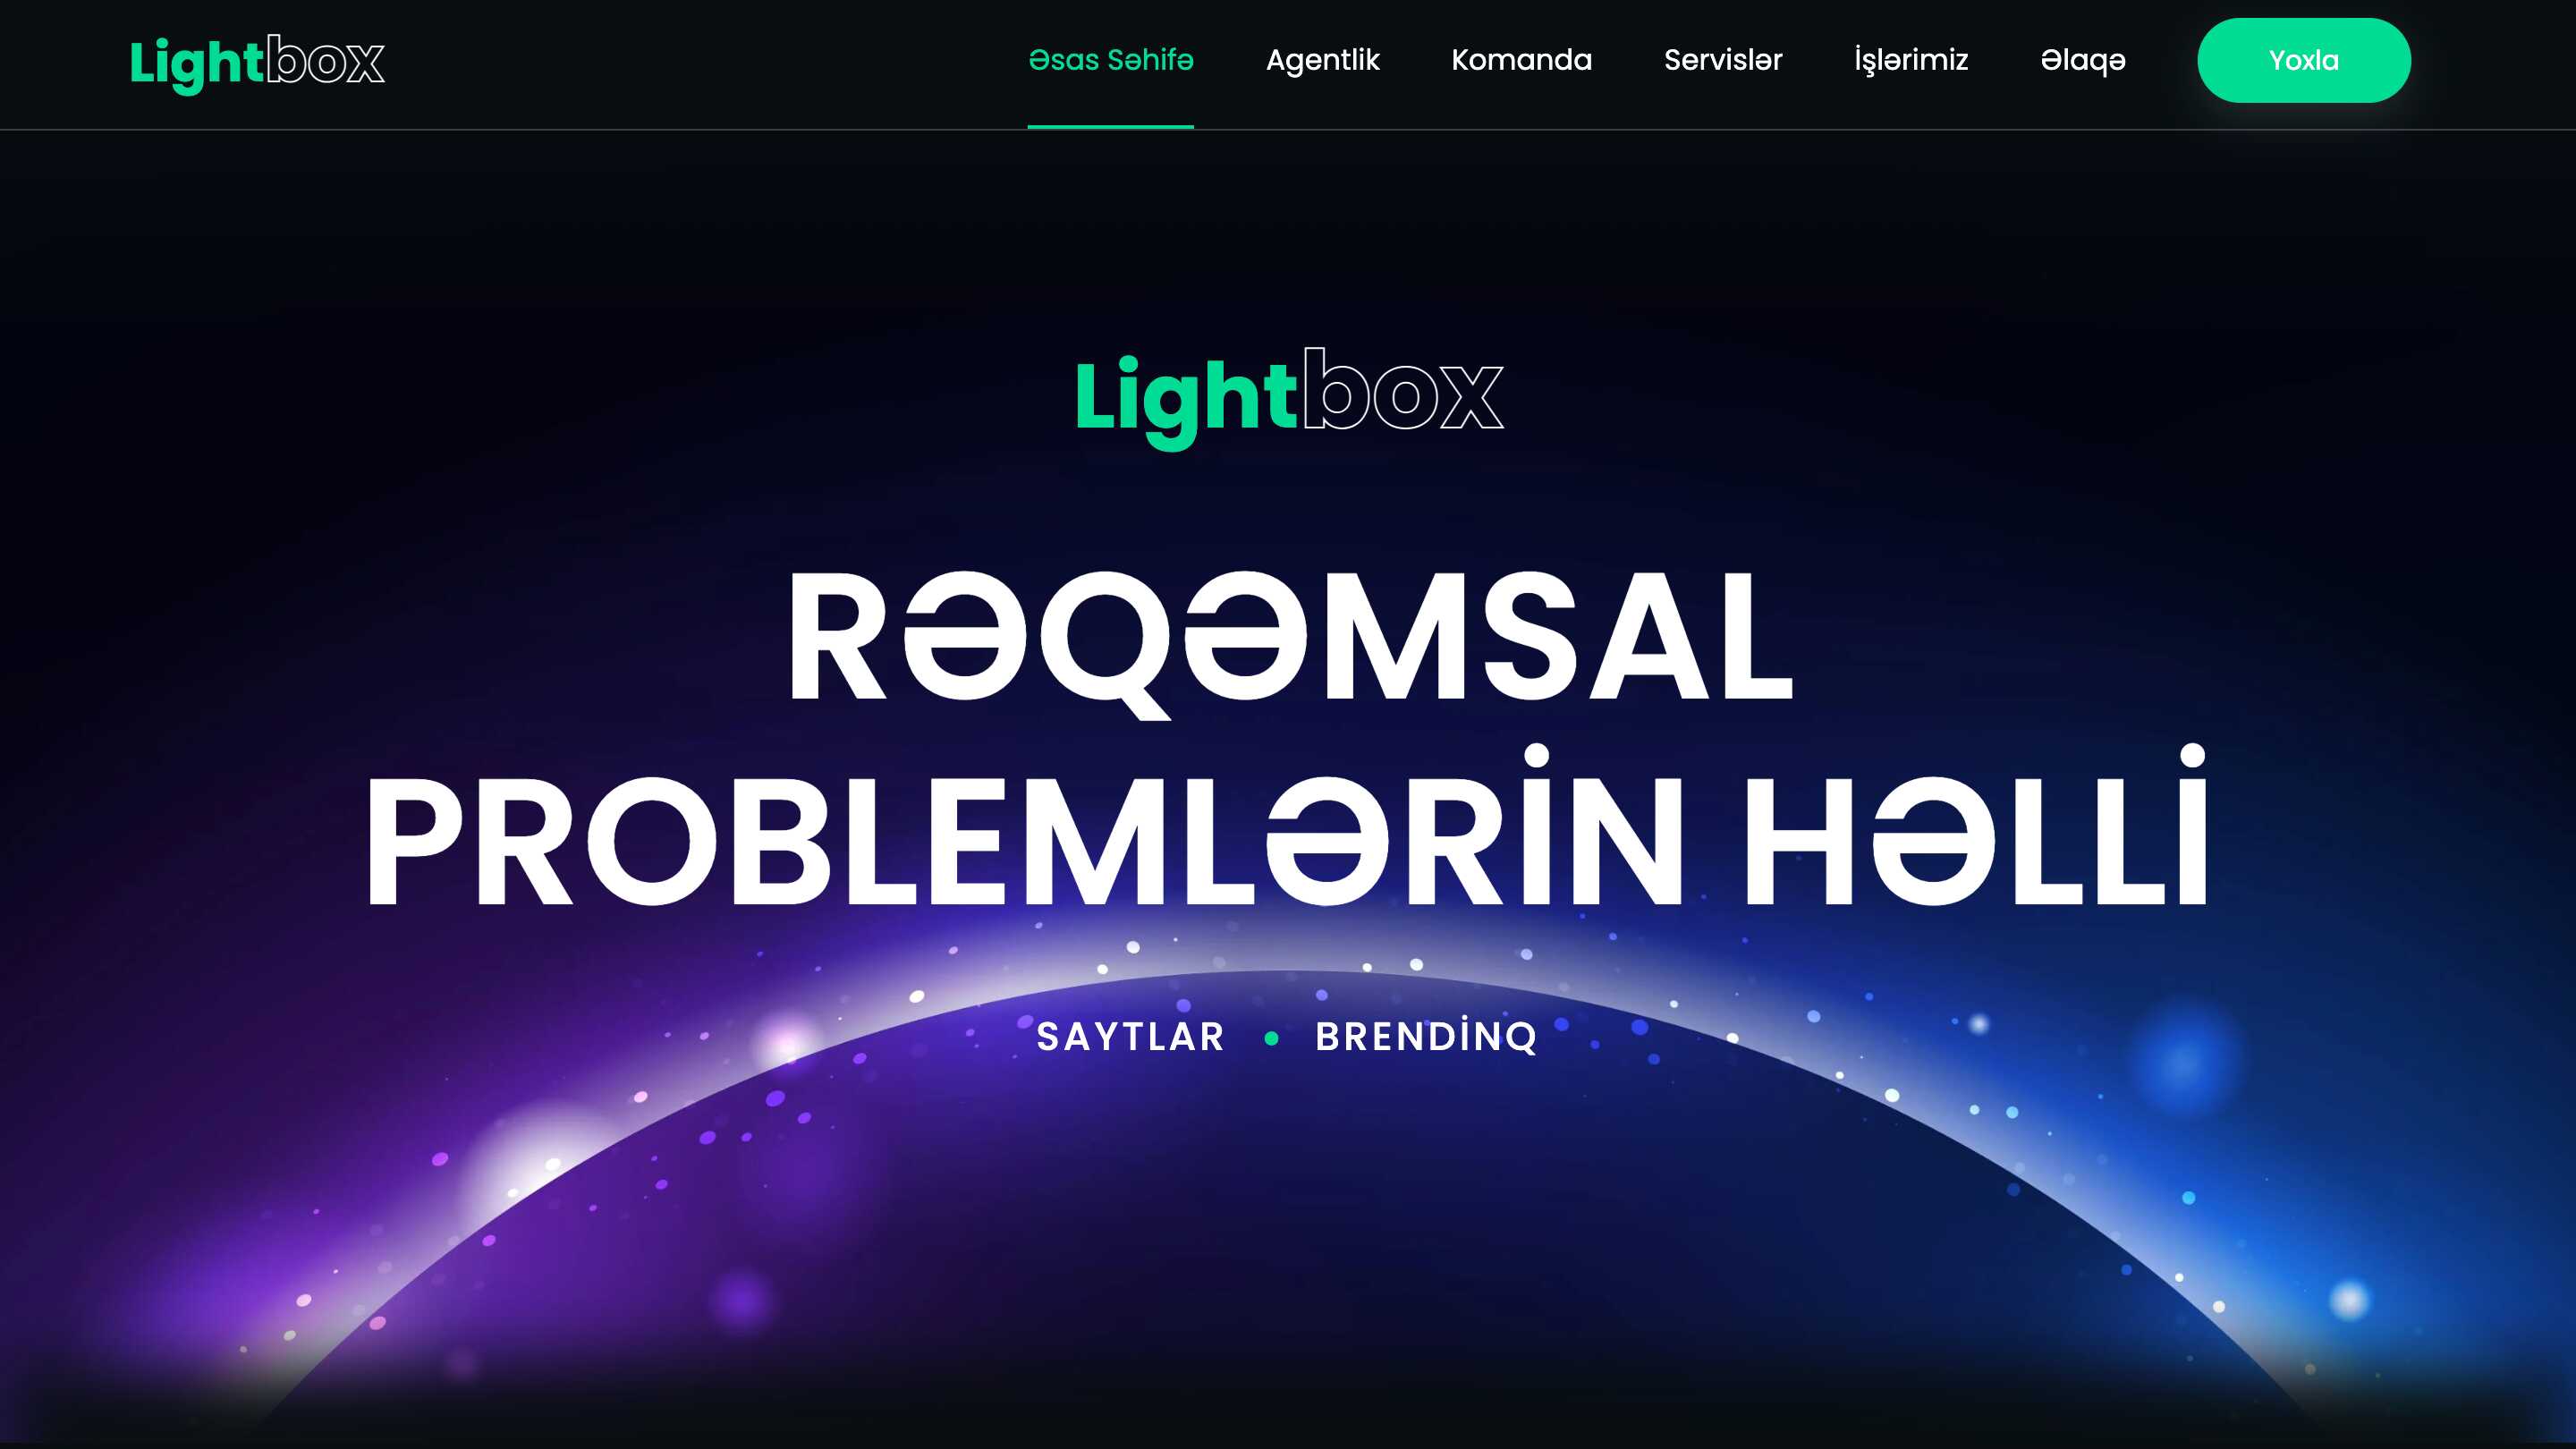 Lightbox
Əsas Səhifə Agentlik Komanda Servislər İşlərimiz Əlaqə Yoxla
Lightbox
RƏQƏMSAL
PROBLEMLƏRİN HƏLLİ
SAYTLAR • BRENDİNQ